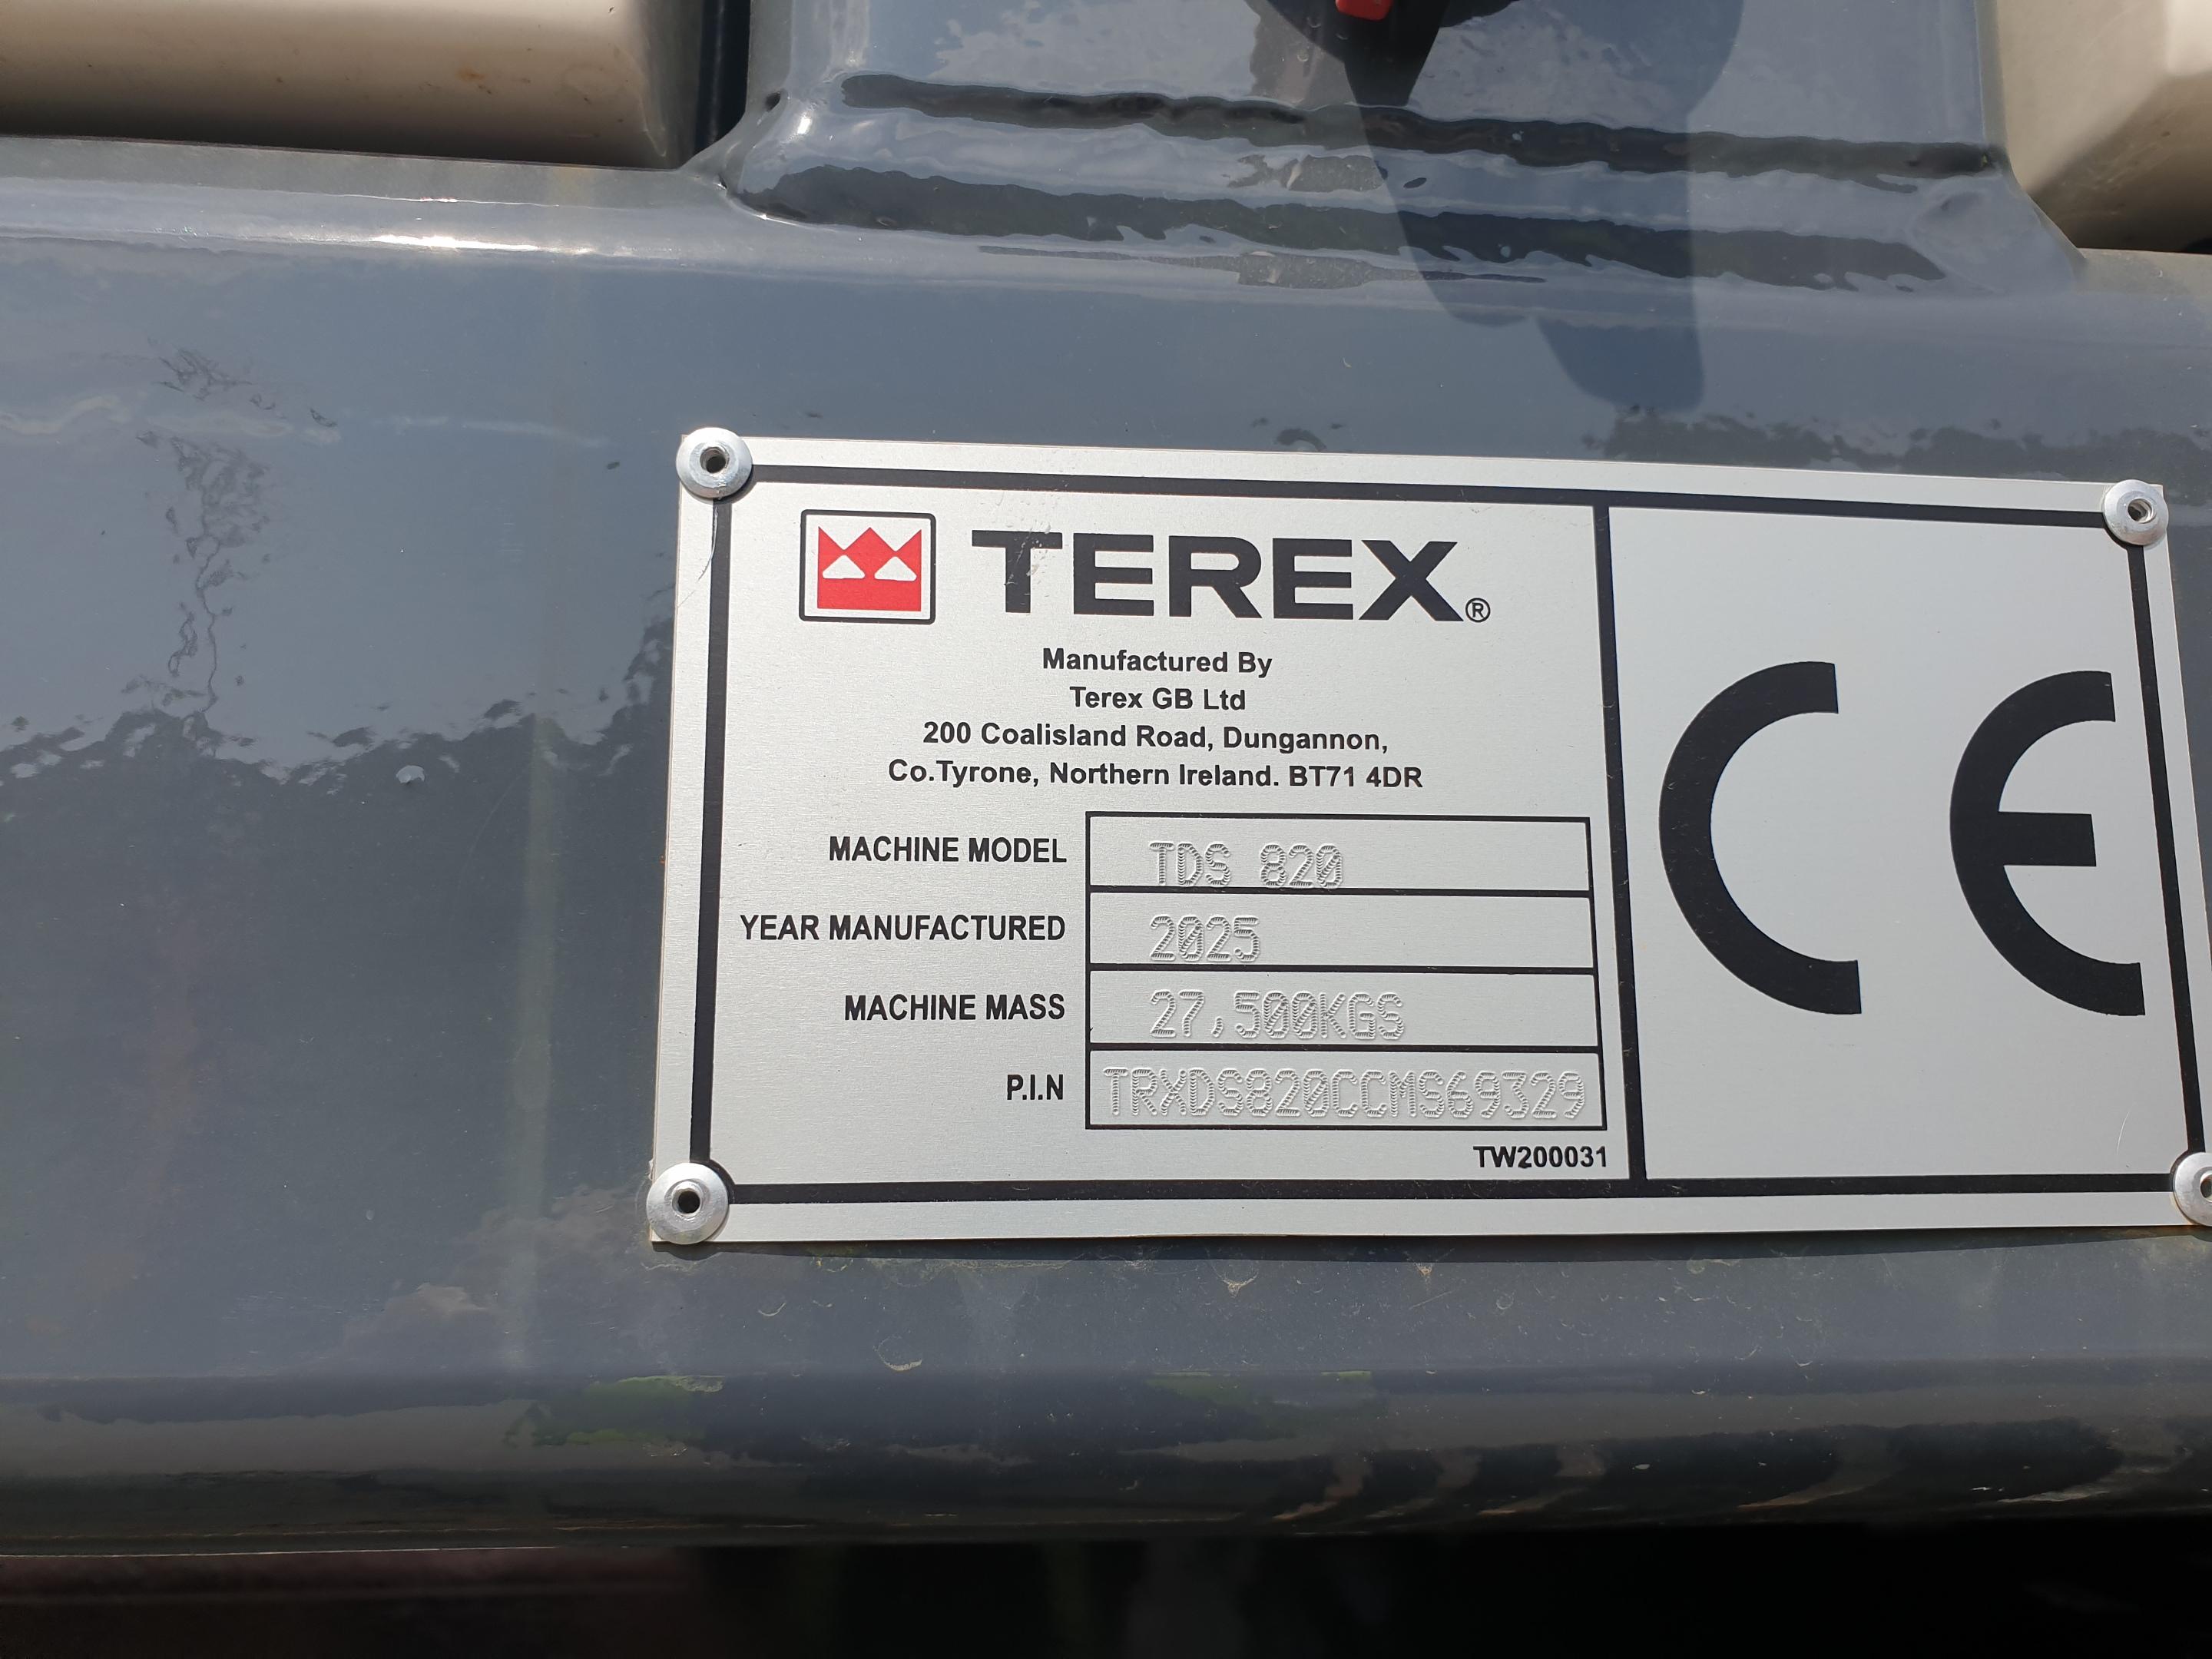 TEREX®
Manufactured By
Terex GB Ltd
200 Coalisland Road, Dungannon,
Co.Tyrone, Northern Ireland. BT71 4DR
MACHINE MODEL TDS 820
YEAR MANUFACTURED 2025
MACHINE MASS 27,500KGS
P.I.N TRXDS820CCMS69329
TW200031
CE